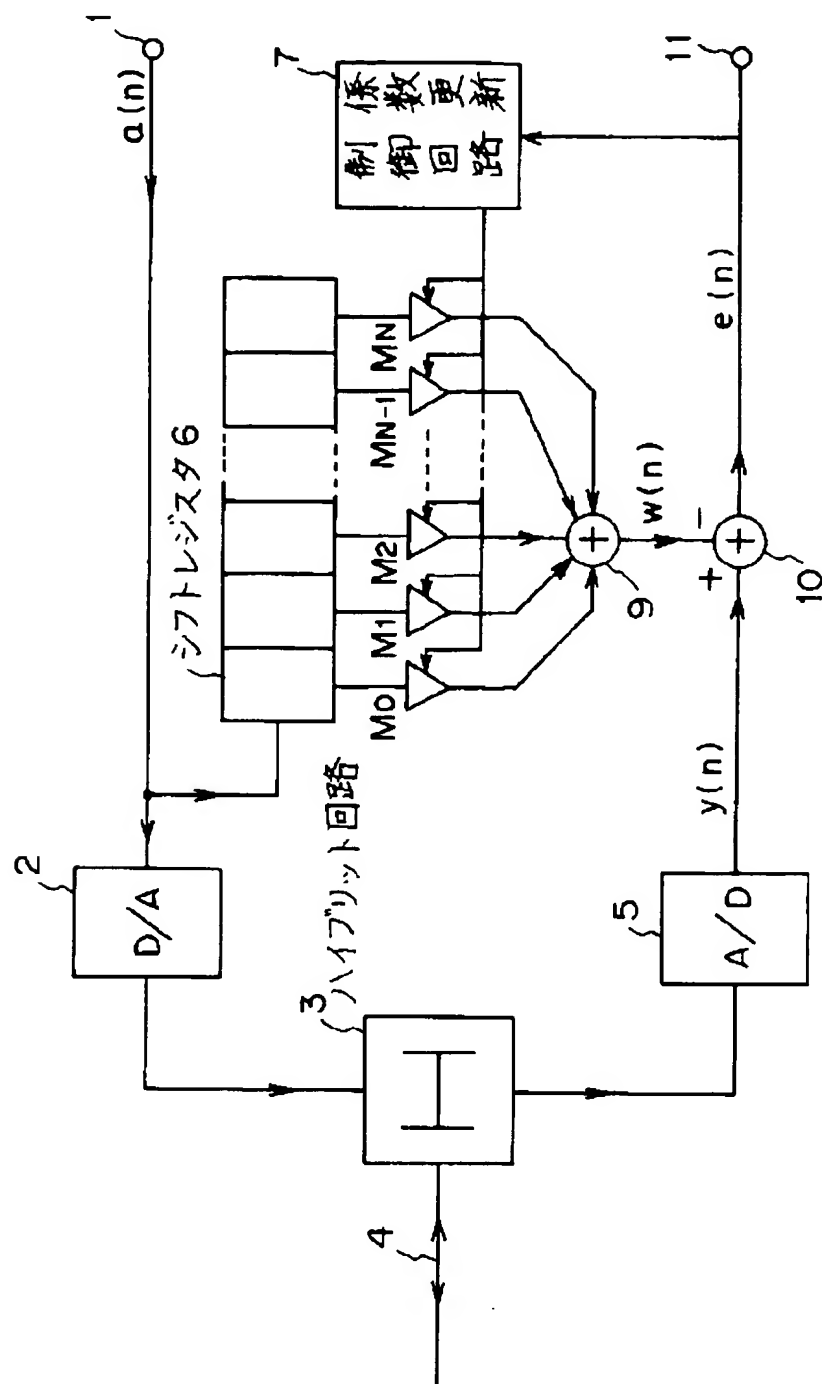 1
a(n)
2
D/A
シフトレジスタ6
7
係数更新
制御回路
3
ハイブリット回路
4
M0
M1
M2
MN-1
MN
9
w(n)
5
A/D
y(n)
+
-
+
+
10
e(n)
11